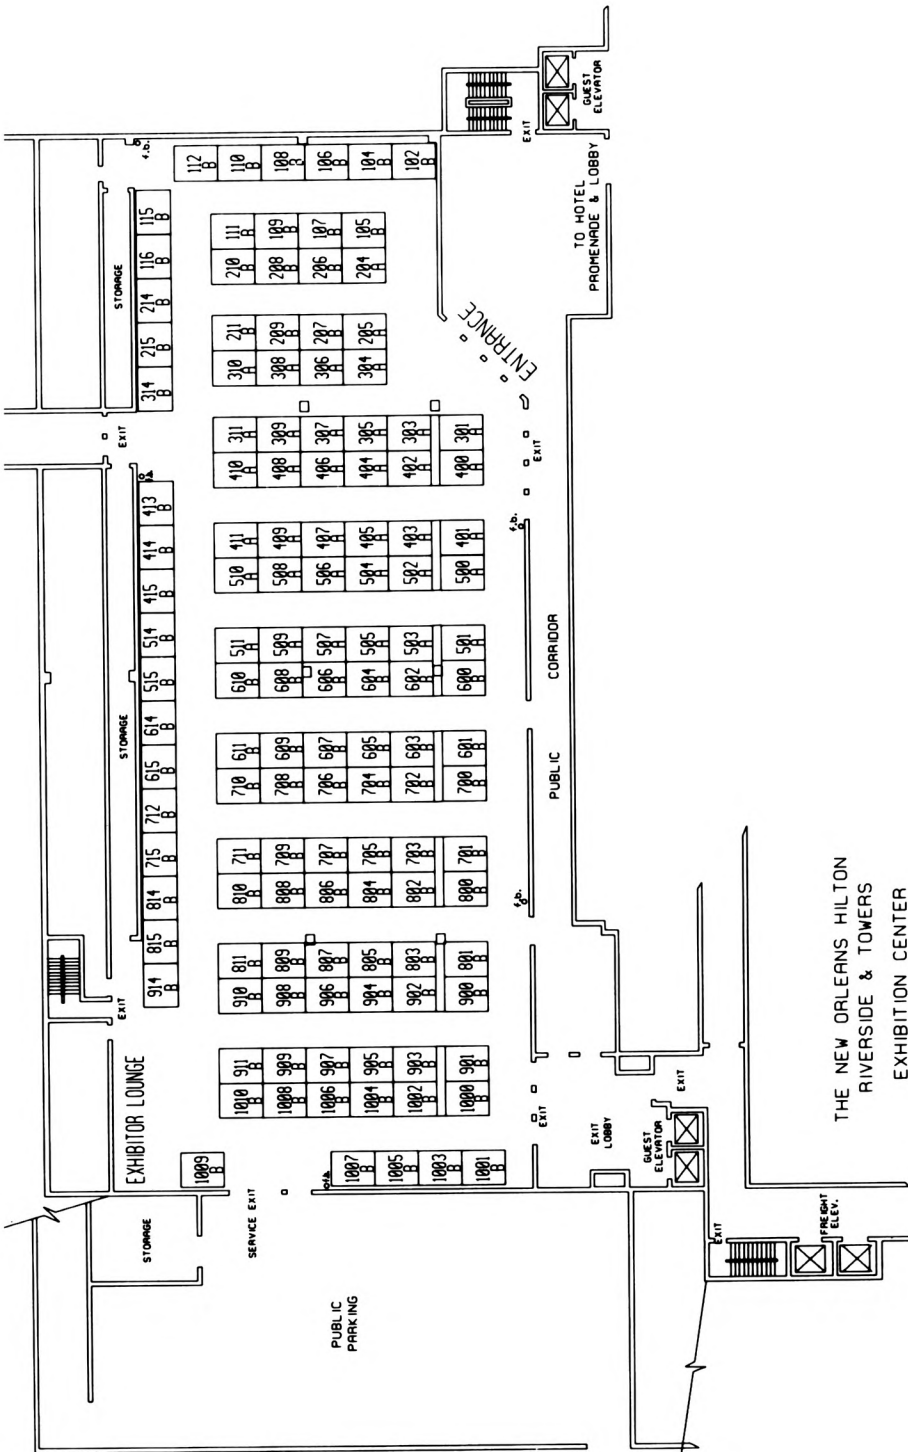 THE NEW ORLEANS HILTON
RIVERSIDE & TOWERS
EXHIBITION CENTER
PUBLIC
PARKING
STORAGE
SERVICE EXIT
EXHIBITOR LOUNGE
EXIT
STORAGE
EXIT
STORAGE
f.b.
f.b.
914 B
815 B
814 B
715 B
712 B
615 B
614 B
515 B
514 B
415 B
414 B
413 B
314 B
215 B
214 B
116 B
115 B
1009 B
1007 B
1005 B
1003 B
1001 B
1010 B
1008 B
1006 B
1004 B
1002 B
1000 B
911 B
909 B
907 B
905 B
903 B
901 B
910 B
908 B
906 B
904 B
902 B
900 B
811 B
809 B
807 B
805 B
803 B
801 B
810 B
808 B
806 B
804 B
802 B
800 B
711 B
709 B
707 B
705 B
703 B
701 B
710 B
708 B
706 B
704 B
702 B
700 B
611 B
609 B
607 B
605 B
603 B
601 B
610
608
606
604 A
602 A
600 A
511 A
509 A
507 A
505 A
503 A
501 A
510 A
508 A
506 A
504 A
502 A
500 A
411 A
409 A
407 A
405 A
403 A
401 A
410 A
408 A
406 A
404 A
402 A
400 A
311 A
309 A
307 A
305 A
303 A
301 A
310 A
308 A
306 A
304 A
211
209
207
205
210 B
208 B
206 B
204
111 B
109 B
107 B
105 B
112 B
110 B
108 B
106 B
104 B
102 B
ENTRANCE
EXIT
f.b.
PUBLIC CORRIDOR
f.b.
EXIT
EXIT
LOBBY
GUEST
ELEVATOR
EXIT
EXIT
FREIGHT
ELEV.
TO HOTEL
PROMENADE & LOBBY
EXIT
GUEST
ELEVATOR